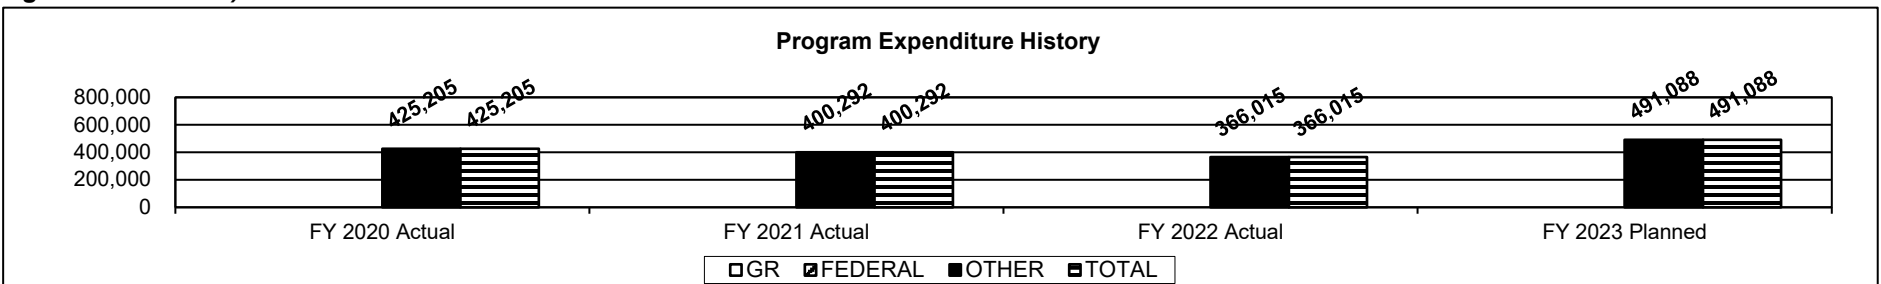 Program Expenditure History
425,205 425,205 400,292 400,292 366,015 366,015 491,088 491,088
800,000
600,000
400,000
200,000
0
FY 2020 Actual FY 2021 Actual FY 2022 Actual FY 2023 Planned
GR FEDERAL OTHER TOTAL